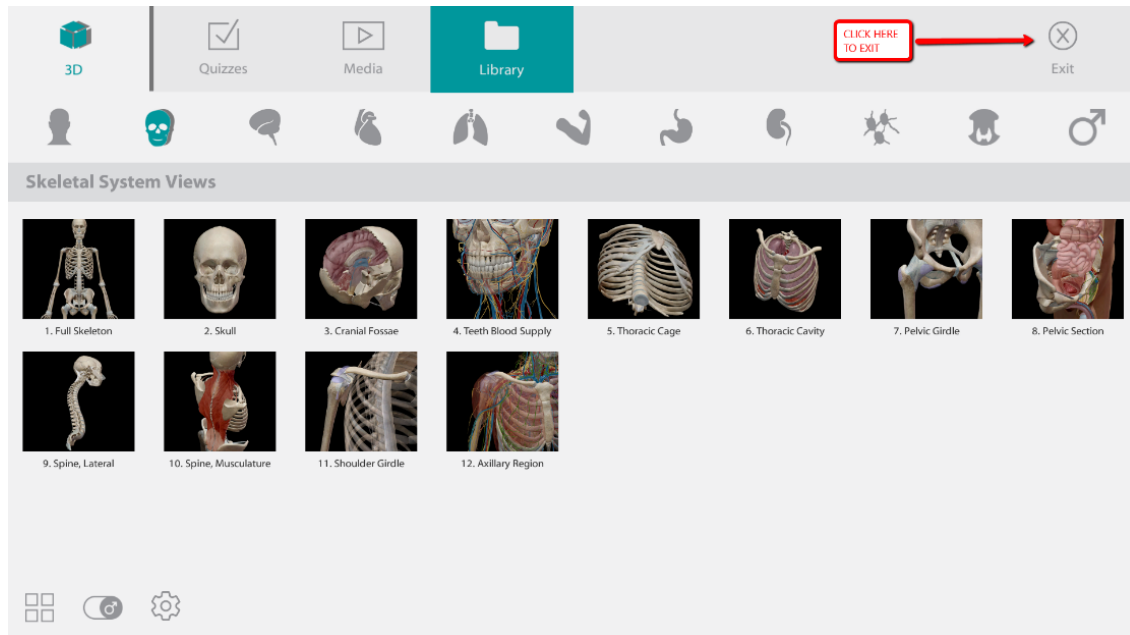 3D
Quizzes
Media
Library
CLICK HERE
TO EXIT
Exit
Skeletal System Views
1. Full Skeleton
2. Skull
3. Cranial Fossae
4. Teeth Blood Supply
5. Thoracic Cage
6. Thoracic Cavity
7. Pelvic Girdle
8. Pelvic Section
9. Spine, Lateral
10. Spine, Musculature
11. Shoulder Girdle
12. Axillary Region